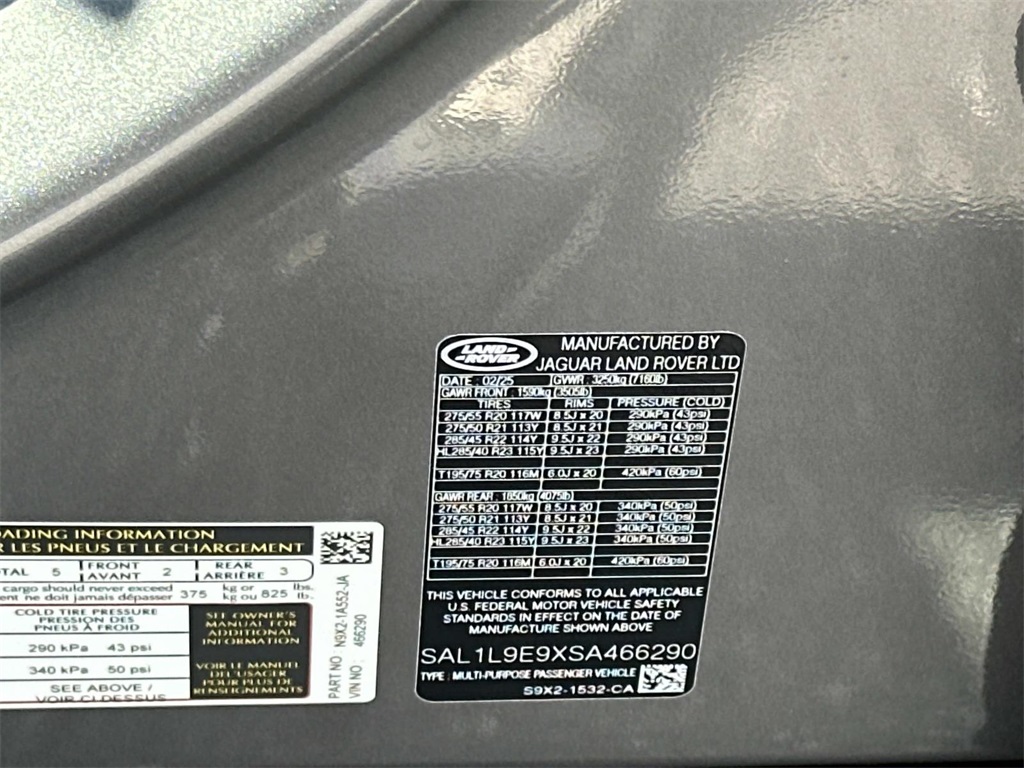 LAND ROVER
MANUFACTURED BY
JAGUAR LAND ROVER LTD
DATE : 02/25 GVWR : 3250kg (7160lb)
GAWR FRONT : 1590kg (3505lb)
TIRES RIMS PRESSURE (COLD)
275/55 R20 117W 8.5J x 20 290kPa (43psi)
275/50 R21 113Y 8.5J x 21 290kPa (43psi)
285/45 R22 114Y 9.5J x 22 290kPa (43psi)
HL285/40 R23 115Y 9.5J x 23 290kPa (43psi)
T195/75 R20 116M 6.0J x 20 420kPa (60psi)
GAWR REAR : 1850kg (4075lb)
275/55 R20 117W 8.5J x 20 340kPa (50psi)
275/50 R21 113Y 8.5J x 21 340kPa (50psi)
285/45 R22 114Y 9.5J x 22 340kPa (50psi)
HL285/40 R23 115Y 9.5J x 23 340kPa (50psi)
T195/75 R20 116M 6.0J x 20 420kPa (60psi)
THIS VEHICLE CONFORMS TO ALL APPLICABLE
U.S. FEDERAL MOTOR VEHICLE SAFETY
STANDARDS IN EFFECT ON THE DATE OF
MANUFACTURE SHOWN ABOVE
SAL1L9E9XSA466290
TYPE : MULTI-PURPOSE PASSENGER VEHICLE
S9X2-1532-CA
OADING INFORMATION
R LES PNEUS ET LE CHARGEMENT
OTAL 5 FRONT AVANT 2 REAR ARRIÈRE 3
cargo should never exceed 375 kg or 825 lbs.
ent ne doit jamais dépasser kg ou lb.
COLD TIRE PRESSURE
PRESSION DES
PNEUS À FROID
290 kPa 43 psi
340 kPa 50 psi
SEE ABOVE /
VOIR CI-DESSUS
SEE OWNER'S
MANUAL FOR
ADDITIONAL
INFORMATION
VOIR LE MANUEL
DE L'USAGER
POUR PLUS DE
RENSEIGNEMENTS
PART NO : N9X2-1A552-JA
VIN NO : 466290